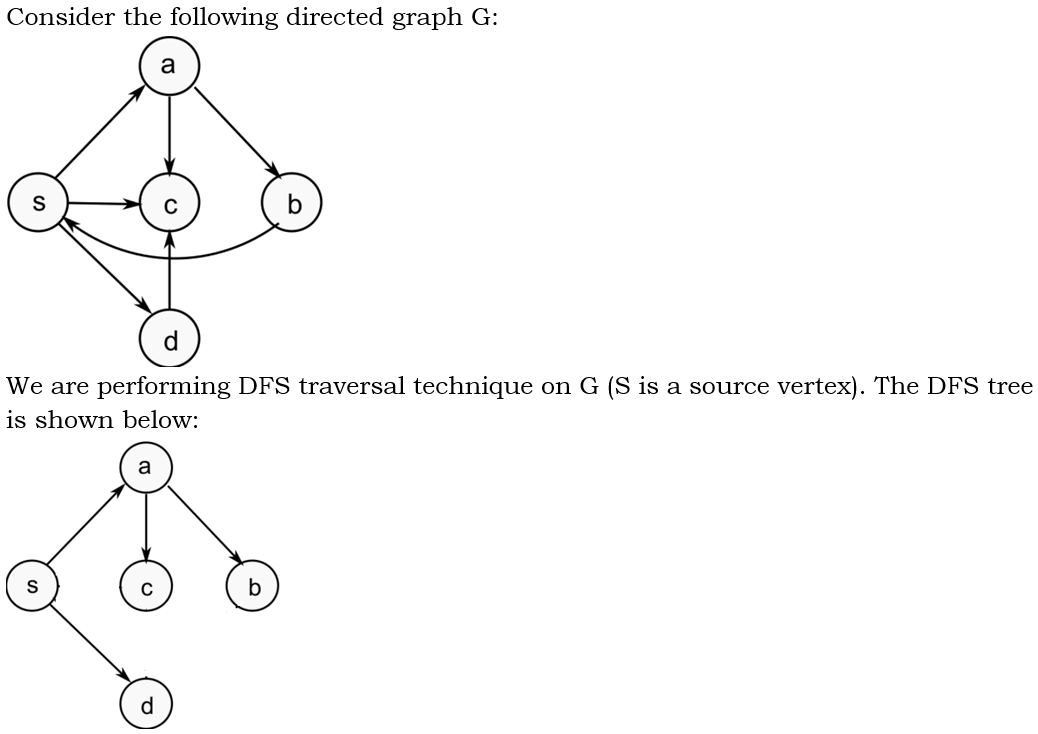 Consider the following directed graph G:
a
s
c
b
d
We are performing DFS traversal technique on G (S is a source vertex). The DFS tree
is shown below:
a
s
c
b
d